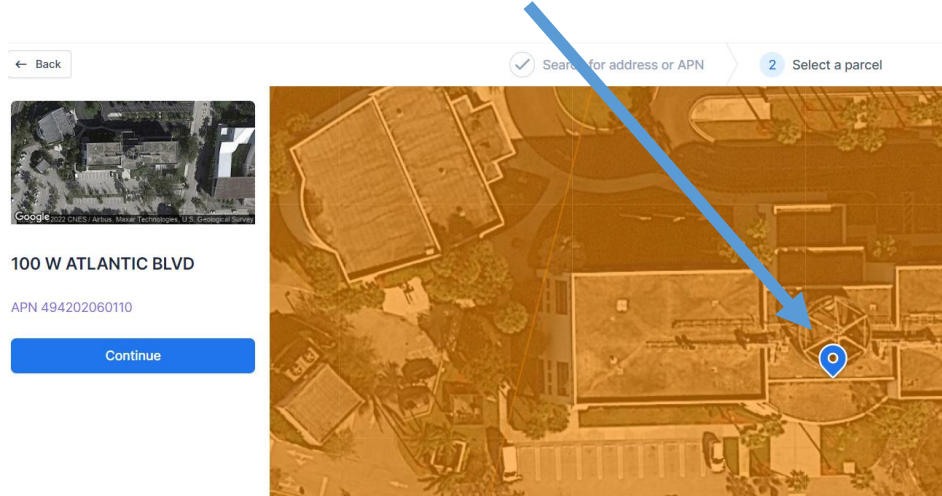 ← Back
Search for address or APN
2 Select a parcel
Google 2022 CNES / Airbus, Maxar Technologies, U.S. Geological Survey
100 W ATLANTIC BLVD
APN 494202060110
Continue